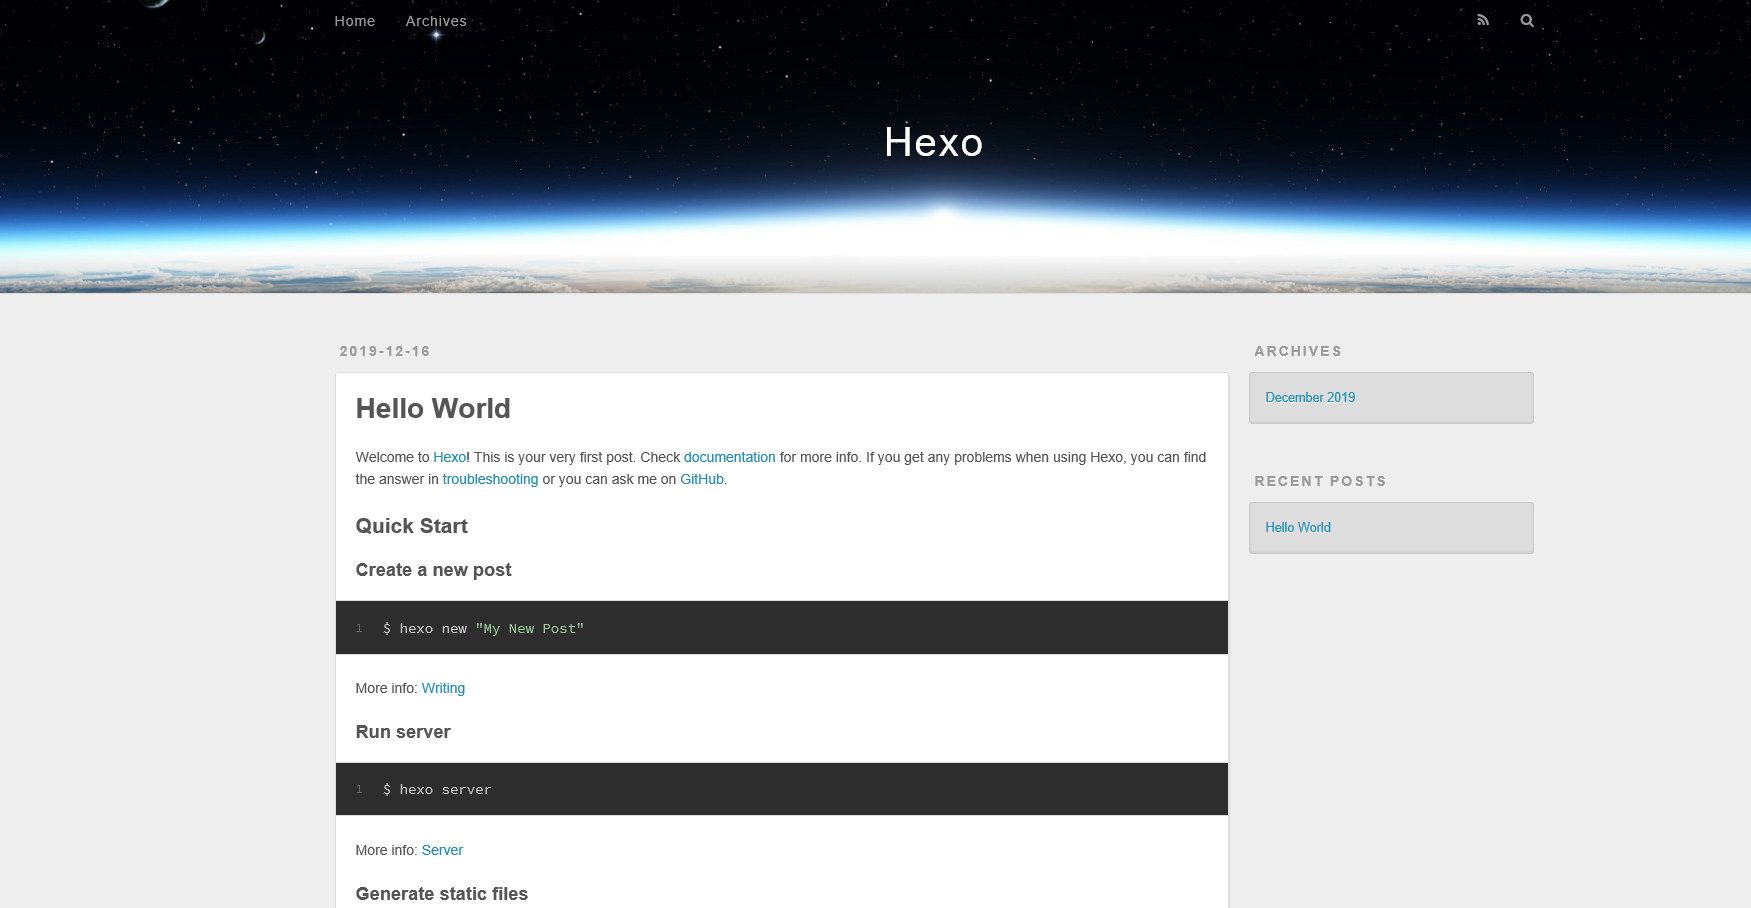 Home Archives
Hexo
2019-12-16
Hello World
Welcome to Hexo! This is your very first post. Check documentation for more info. If you get any problems when using Hexo, you can find
the answer in troubleshooting or you can ask me on GitHub.
Quick Start
Create a new post
1 $ hexo new "My New Post"
More info: Writing
Run server
1 $ hexo server
More info: Server
Generate static files
ARCHIVES
December 2019
RECENT POSTS
Hello World